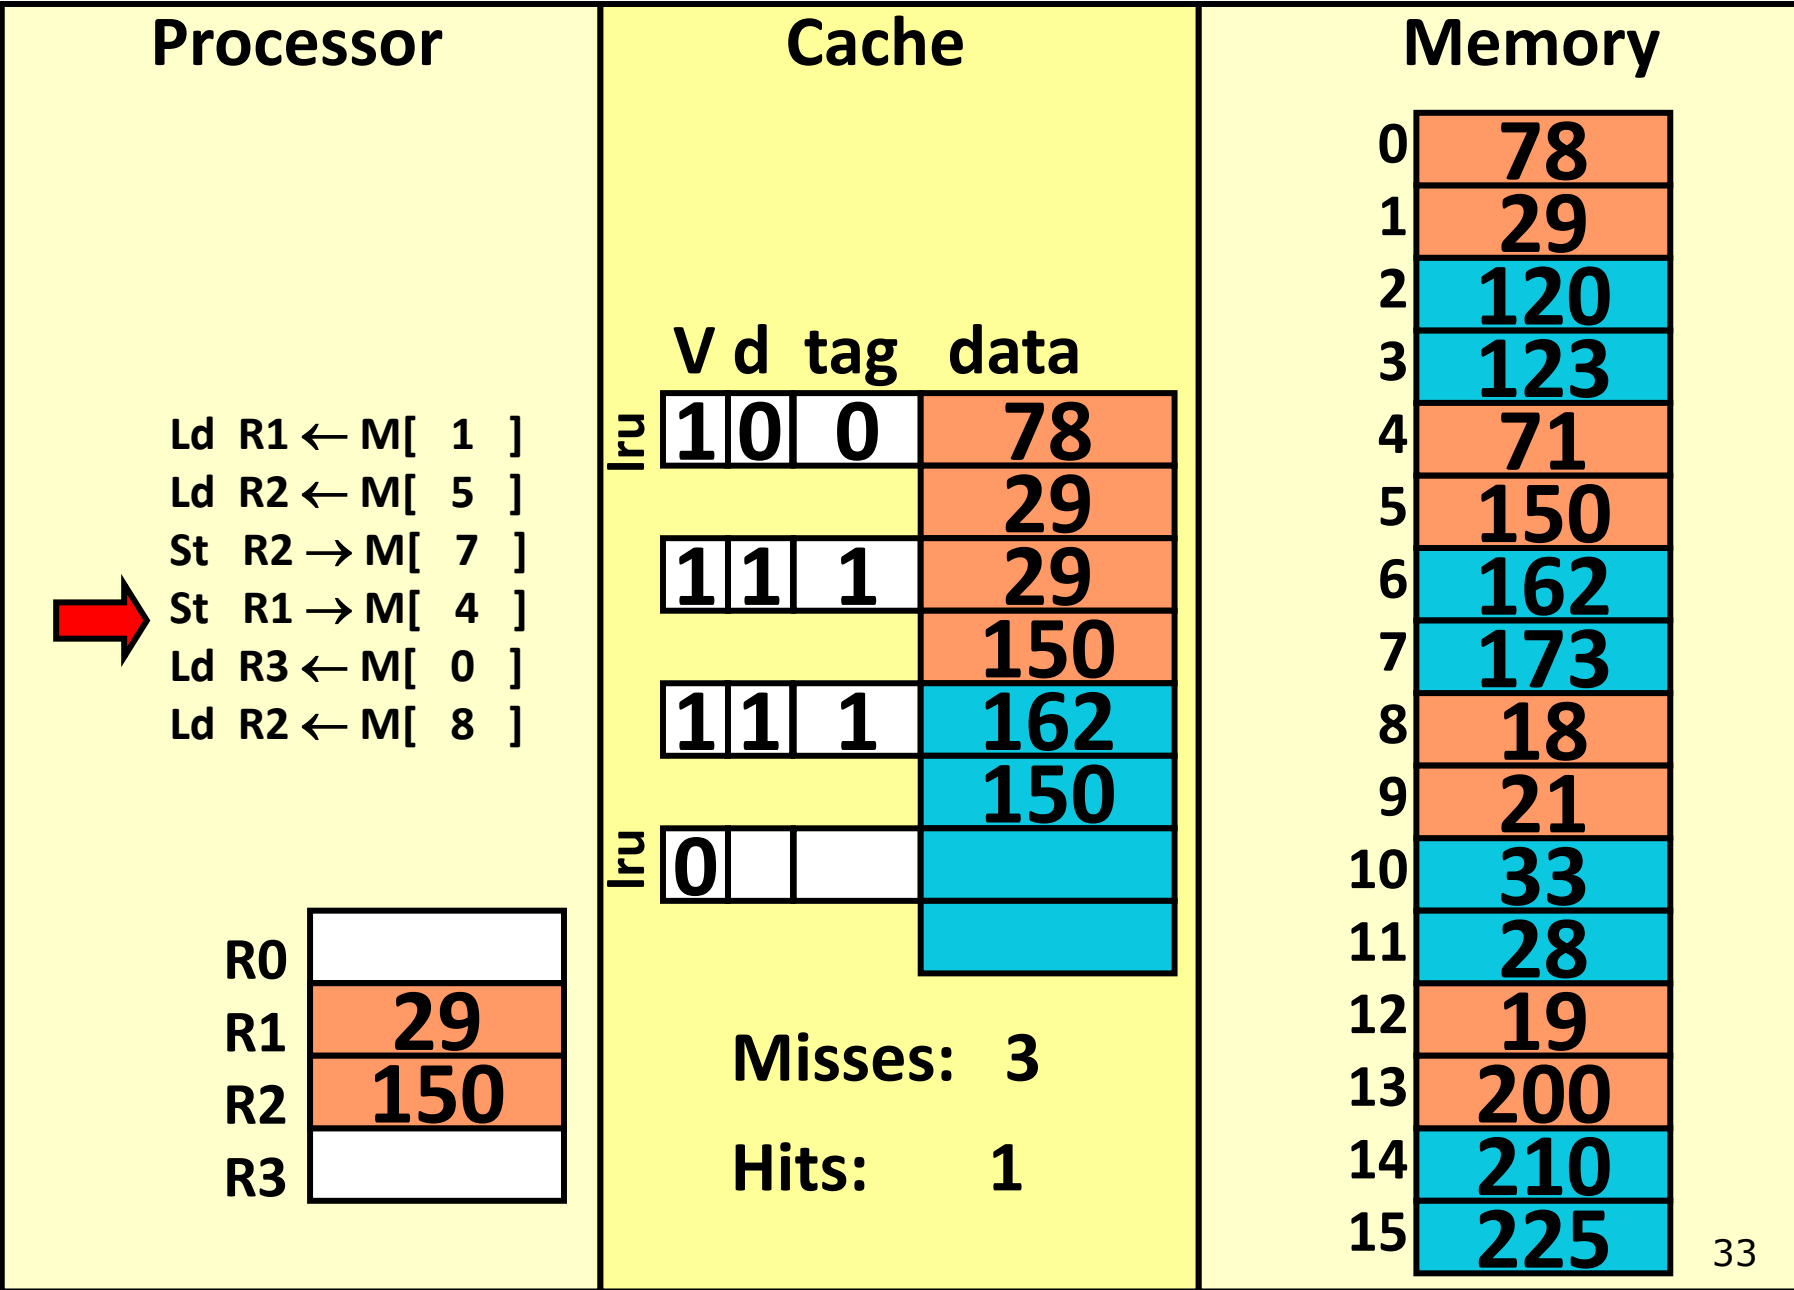 Processor
Ld R1 ← M[ 1 ]
Ld R2 ← M[ 5 ]
St R2 → M[ 7 ]
St R1 → M[ 4 ]
Ld R3 ← M[ 0 ]
Ld R2 ← M[ 8 ]
R0
R1 29
R2 150
R3
Cache
V d tag data
lru 1 0 0 78
29
1 1 1 29
150
1 1 1 162
150
lru 0
Misses: 3
Hits: 1
Memory
0 78
1 29
2 120
3 123
4 71
5 150
6 162
7 173
8 18
9 21
10 33
11 28
12 19
13 200
14 210
15 225
33